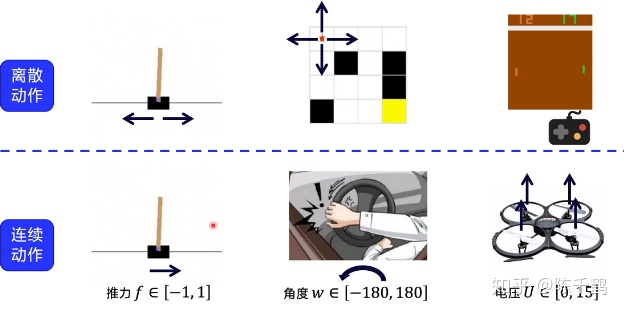 12 17
离散
动作
连续
动作
推力 f ∈ [−1, 1]
角度 w ∈ [−180, 180]
电压 U ∈ [0, 15]
知乎 @陈千鹤